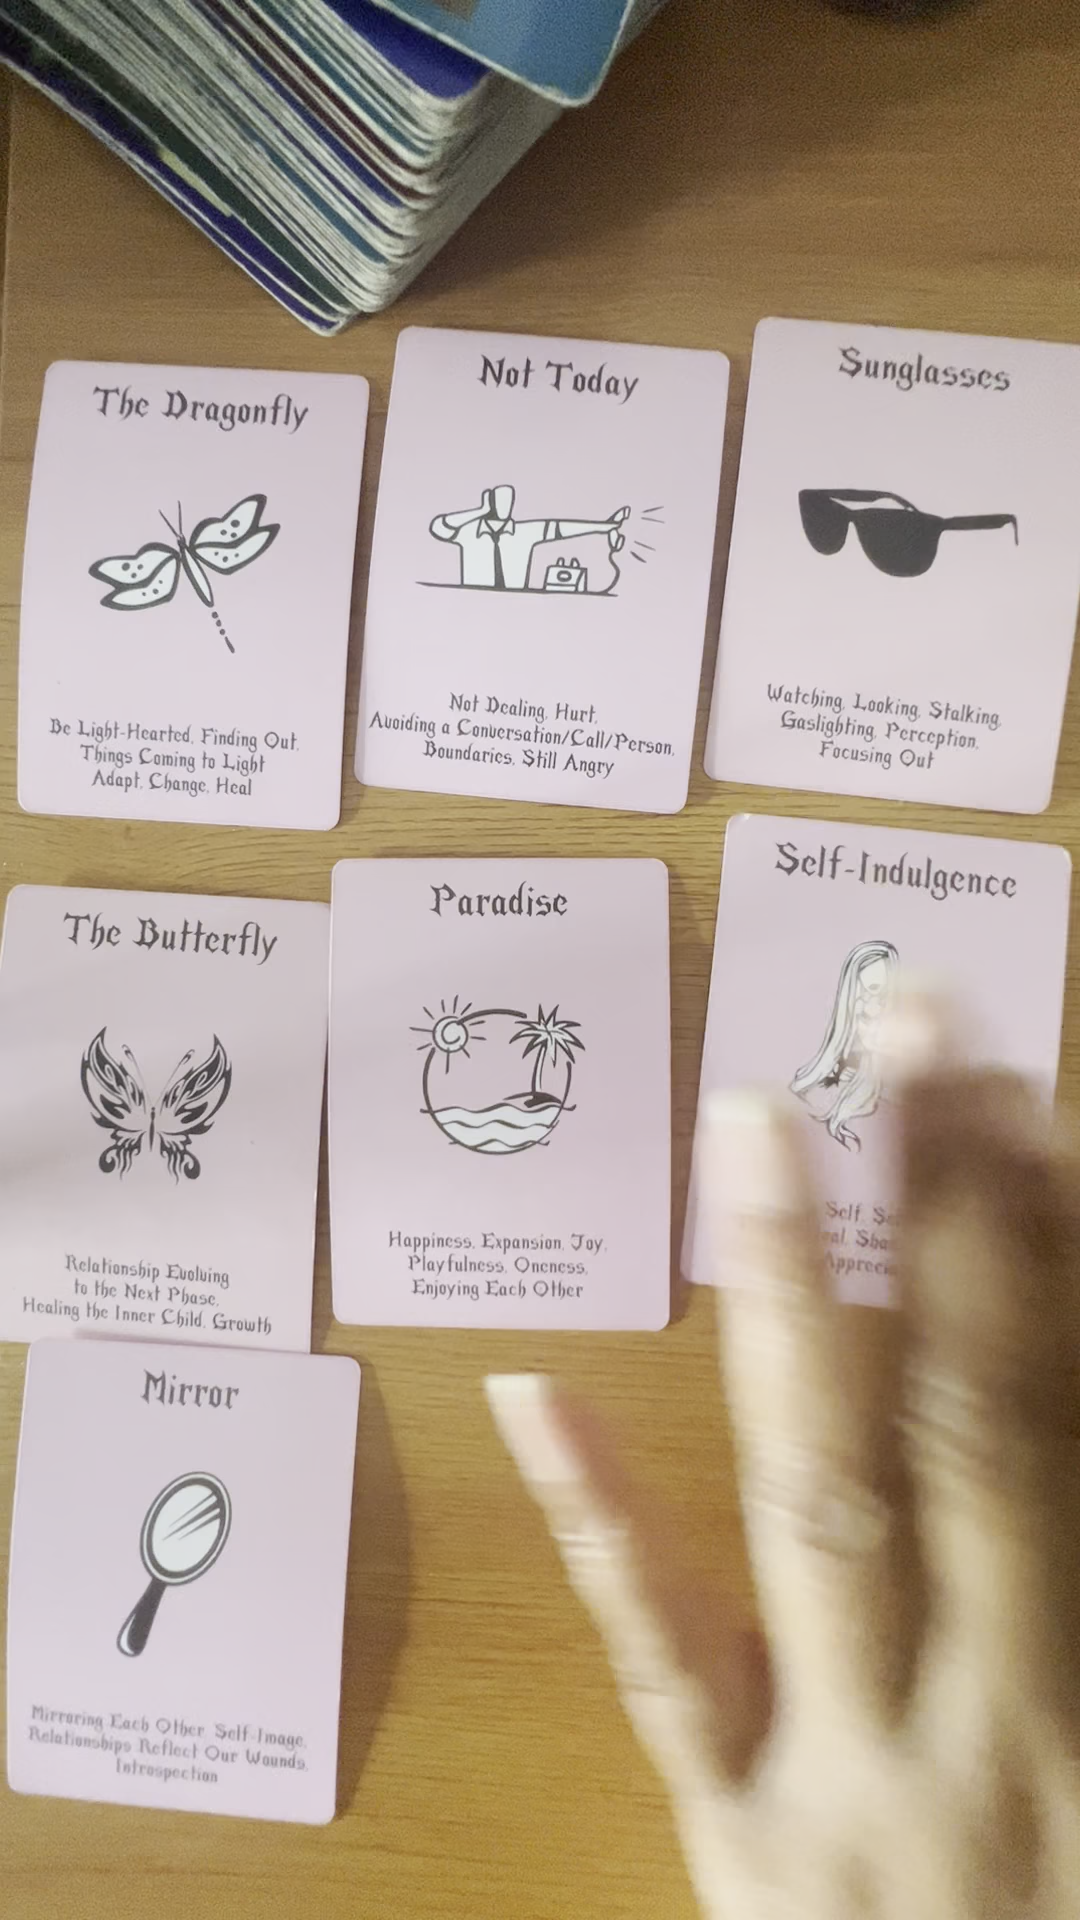 The Dragonfly
Be Light-Hearted, Finding Out,
Things Coming to Light
Adapt, Change, Heal
Not Today
Not Dealing, Hurt,
Avoiding a Conversation/Call/Person,
Boundaries, Still Angry
Sunglasses
Watching, Looking, Stalking,
Gaslighting, Perception,
Focusing Out
The Butterfly
Relationship Evolving
to the Next Phase,
Healing the Inner Child, Growth
Paradise
Happiness, Expansion, Joy,
Playfulness, Oneness,
Enjoying Each Other
Self-Indulgence
Self,
Mirror
Mirroring Each Other, Self-Image,
Relationships Reflect Our Wounds,
Introspection